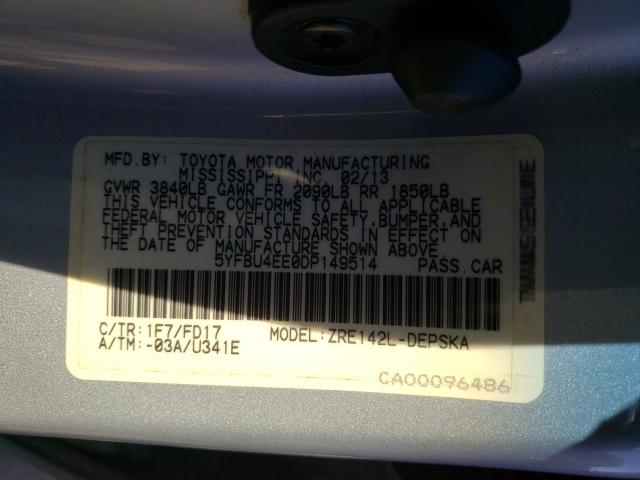 MFD.BY: TOYOTA MOTOR MANUFACTURING
MISSISSIPPI INC. 02/13
GVWR 3840LB GAWR FR 2090LB RR 1850LB
THIS VEHICLE CONFORMS TO ALL APPLICABLE
FEDERAL MOTOR VEHICLE SAFETY,BUMPER,AND
THEFT PREVENTION STANDARDS IN EFFECT ON
THE DATE OF MANUFACTURE SHOWN ABOVE.
5YFBU4EE0DP149514 PASS.CAR
C/TR:1F7/FD17 MODEL:ZRE142L-DEPSKA
A/TM:-03A/U341E
CA00096486